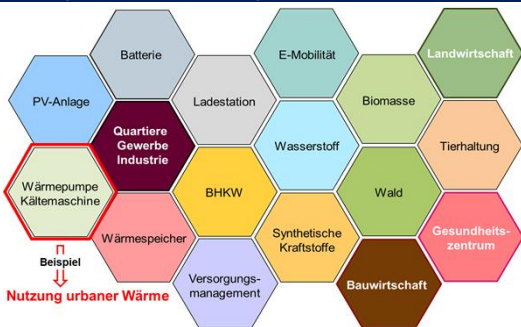 Batterie
E-Mobilität
Landwirtschaft
PV-Anlage
Ladestation
Biomasse
Quartiere
Gewerbe
Industrie
Wasserstoff
Tierhaltung
Wärmepumpe
Kältemaschine
BHKW
Wald
Wärmespeicher
Synthetische
Kraftstoffe
Gesundheits-
zentrum
Beispiel
Versorgungs-
management
Bauwirtschaft
Nutzung urbaner Wärme